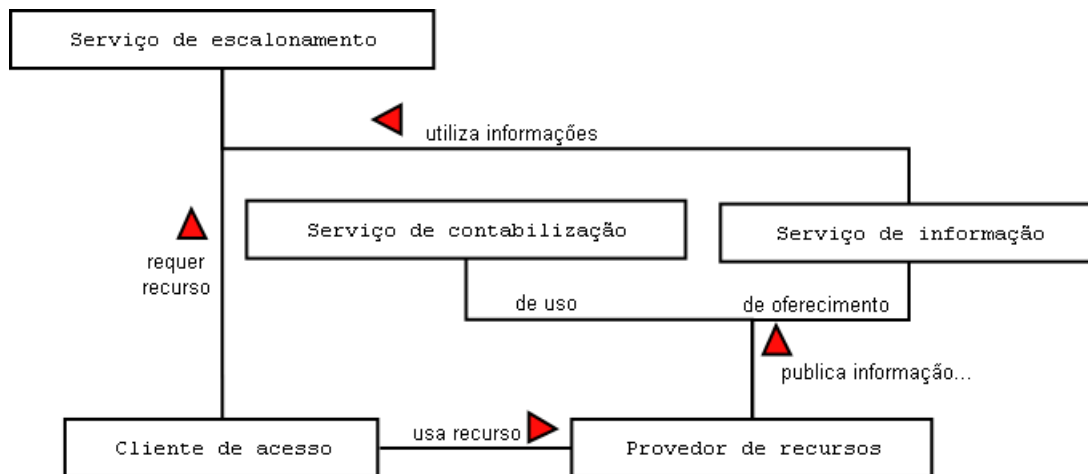 Serviço de escalonamento
utiliza informações
Serviço de contabilização
Serviço de informação
requer
recurso
de uso
de oferecimento
publica informação...
usa recurso
Cliente de acesso
Provedor de recursos